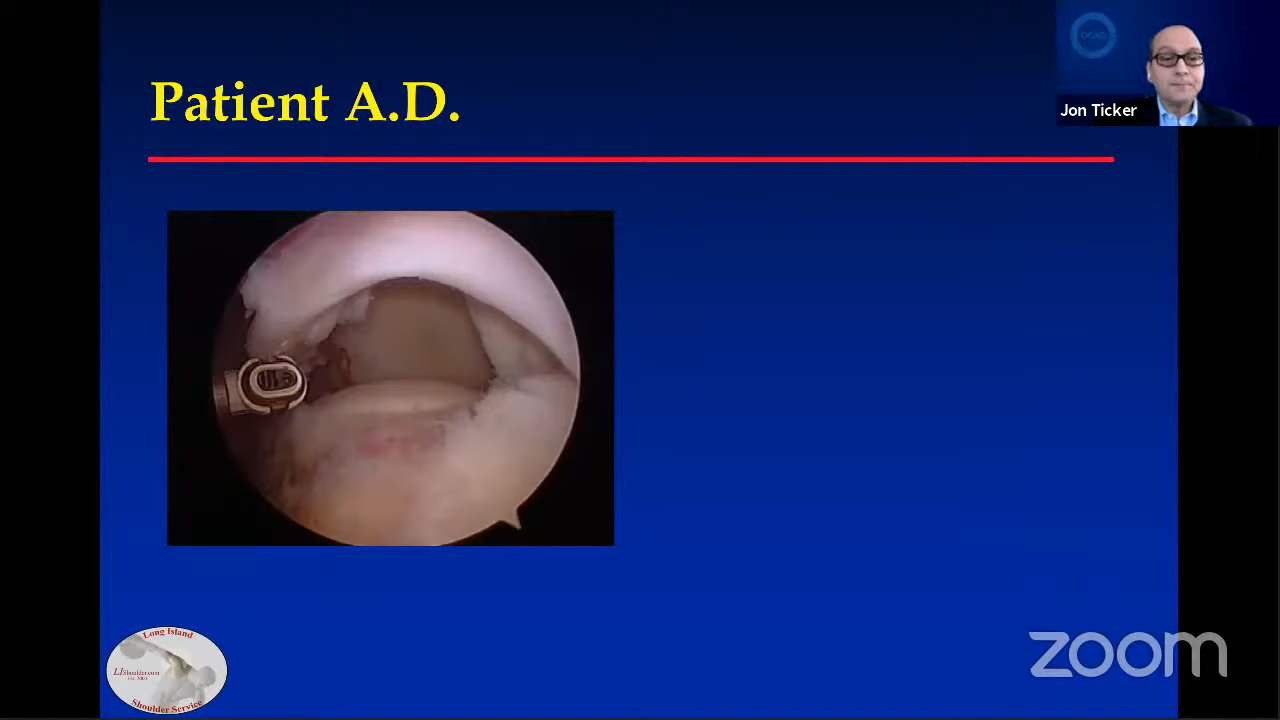 Patient A.D.
Jon Ticker
Long Island
LIShoulder.com
Shoulder Service
zoom